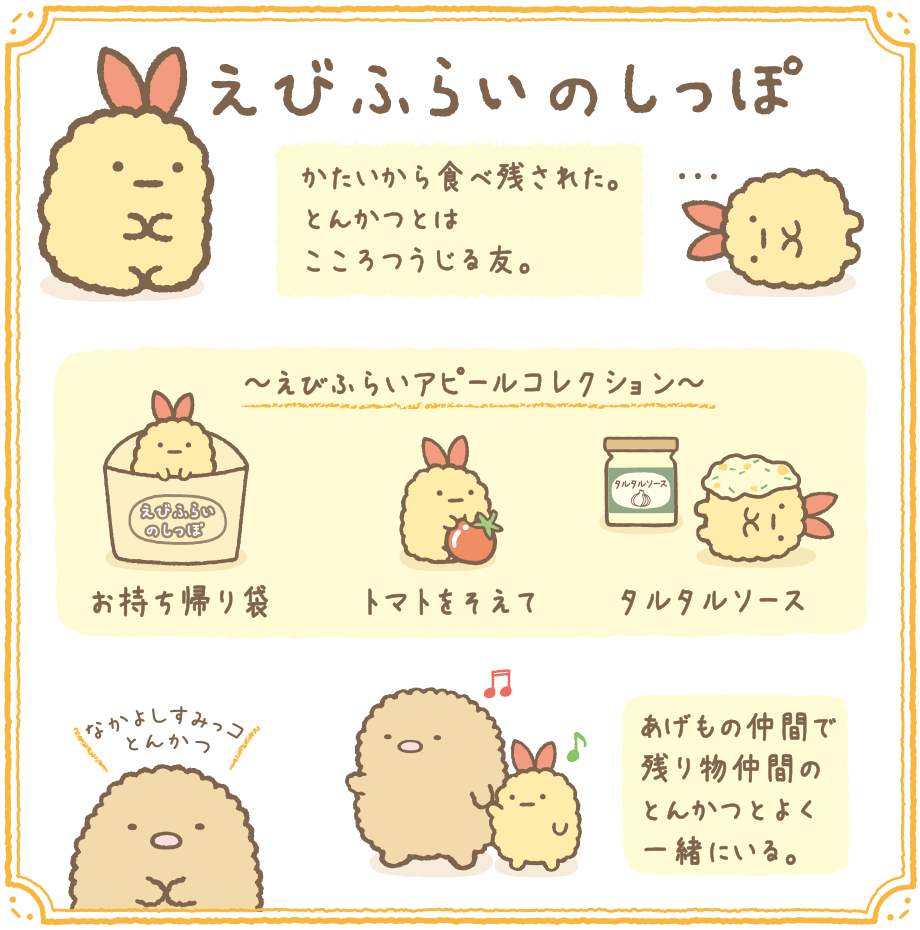 えびふらいのしっぽ
かたいから食べ残された。
とんかつとは
こころつうじる友。
...
～えびふらいアピールコレクション～
えびふらい
のしっぽ
お持ち帰り袋
トマトをそえて
タルタルソース
タルタルソース
なかよしすみっコ
とんかつ
あげもの仲間で
残り物仲間の
とんかつとよく
一緒にいる。